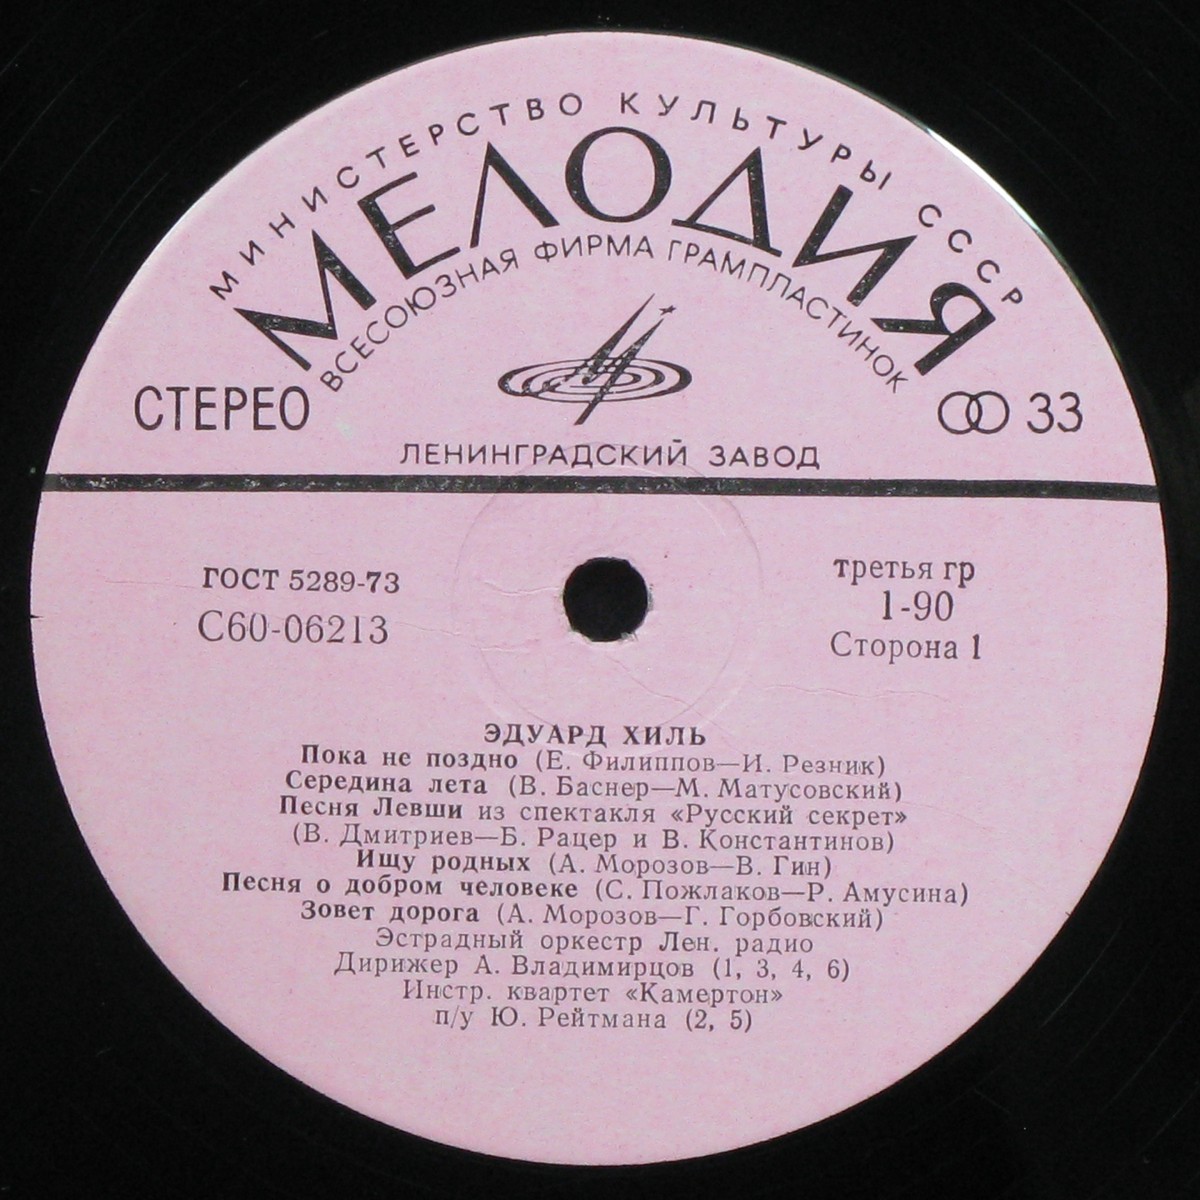 МИНИСТЕРСТВО КУЛЬТУРЫ СССР
МЕЛОДИЯ
ВСЕСОЮЗНАЯ ФИРМА ГРАМПЛАСТИНОК
СТЕРЕО
33
ЛЕНИНГРАДСКИЙ ЗАВОД
ГОСТ 5289-73
С60-06213
третья гр
1-90
Сторона 1
ЭДУАРД ХИЛЬ
Пока не поздно (Е. Филиппов—И. Резник)
Середина лета (В. Баснер—М. Матусовский)
Песня Левши из спектакля «Русский секрет»
(В. Дмитриев—Б. Рацер и В. Константинов)
Ищу родных (А. Морозов—В. Гин)
Песня о добром человеке (С. Пожлаков—Р. Амусина)
Зовет дорога (А. Морозов—Г. Горбовский)
Эстрадный оркестр Лен. радио
Дирижер А. Владимирцов (1, 3, 4, 6)
Инстр. квартет «Камертон»
п/у Ю. Рейтмана (2, 5)